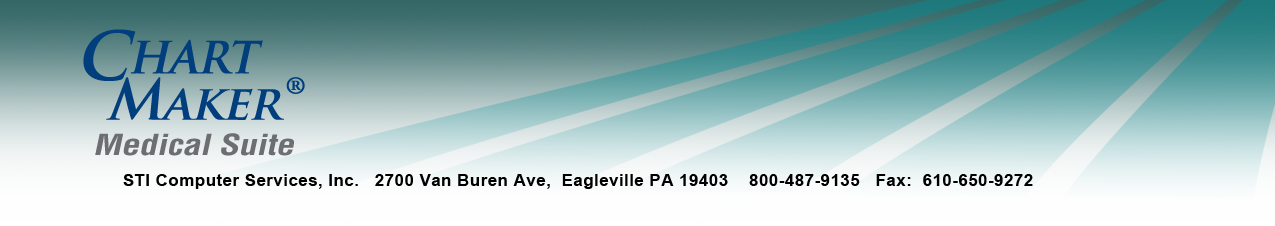 CHART
MAKER®
Medical Suite
STI Computer Services, Inc.   2700 Van Buren Ave,  Eagleville PA 19403    800-487-9135   Fax:  610-650-9272